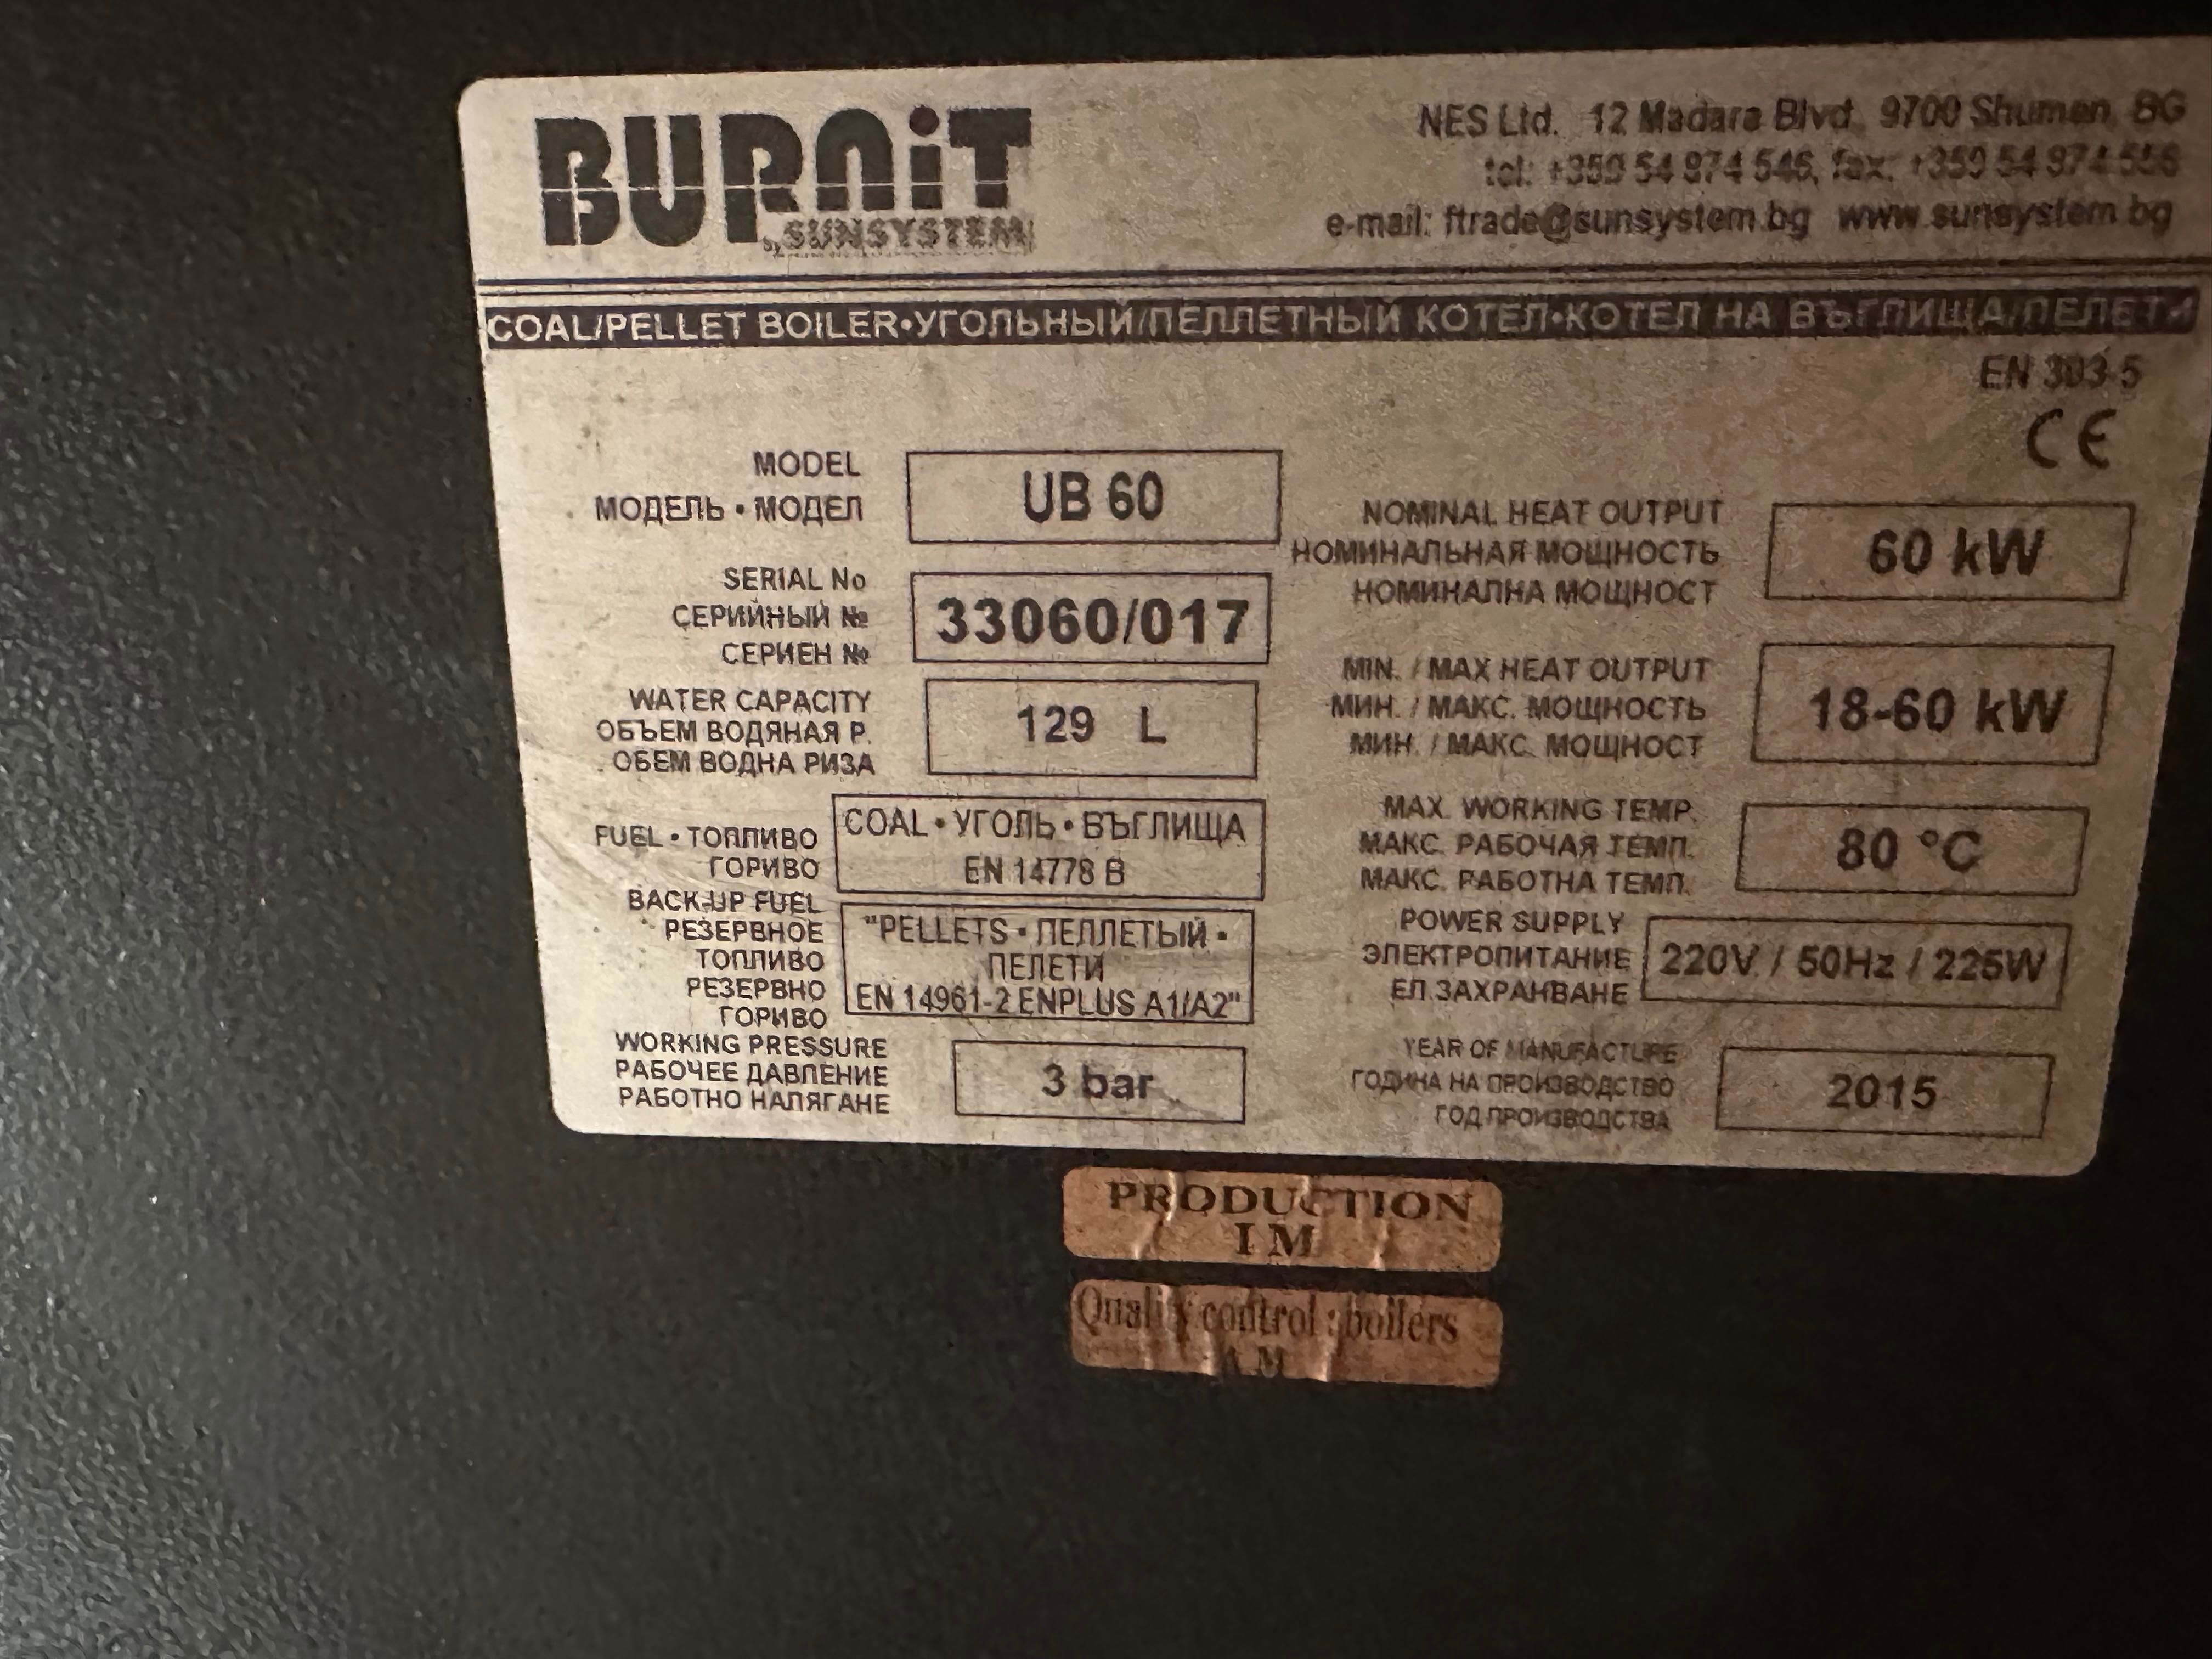 BURNiT
by SUNSYSTEM
NES Ltd. 12 Madara Blvd. 9700 Shumen, BG
tel: +359 54 974 546, fax: +359 54 974 556
e-mail: ftrade@sunsystem.bg www.sunsystem.bg
COAL/PELLET BOILER•УГОЛЬНЫЙ/ПЕЛЛЕТНЫЙ КОТЕЛ•КОТЕЛ НА ВЪГЛИЩА/ПЕЛЕТИ
EN 303-5
CE
MODEL
МОДЕЛЬ • МОДЕЛ
UB 60
SERIAL No
СЕРИЙНЫЙ №
СЕРИЕН №
33060/017
WATER CAPACITY
ОБЪЕМ ВОДЯНАЯ Р.
ОБЕМ ВОДНА РИЗА
129 L
FUEL • ТОПЛИВО
ГОРИВО
COAL • УГОЛЬ • ВЪГЛИЩА
EN 14778 B
BACK-UP FUEL
РЕЗЕРВНОЕ
ТОПЛИВО
РЕЗЕРВНО
ГОРИВО
"PELLETS • ПЕЛЛЕТЫЙ •
ПЕЛЕТИ
EN 14961-2 ENPLUS A1/A2"
WORKING PRESSURE
РАБОЧЕЕ ДАВЛЕНИЕ
РАБОТНО НАЛЯГАНЕ
3 bar
NOMINAL HEAT OUTPUT
НОМИНАЛЬНАЯ МОЩНОСТЬ
НОМИНАЛНА МОЩНОСТ
60 kW
MIN. / MAX HEAT OUTPUT
МИН. / МАКС. МОЩНОСТЬ
МИН. / МАКС. МОЩНОСТ
18-60 kW
MAX. WORKING TEMP.
МАКС. РАБОЧАЯ ТЕМП.
МАКС. РАБОТНА ТЕМП.
80 °C
POWER SUPPLY
ЭЛЕКТРОПИТАНИЕ
ЕЛ.ЗАХРАНВАНЕ
220V / 50Hz / 225W
YEAR OF MANUFACTURE
ГОДИНА НА ПРОИЗВОДСТВО
ГОД ПРОИЗВОДСТВА
2015
PRODUCTION
I M
Quality control : boilers
A M